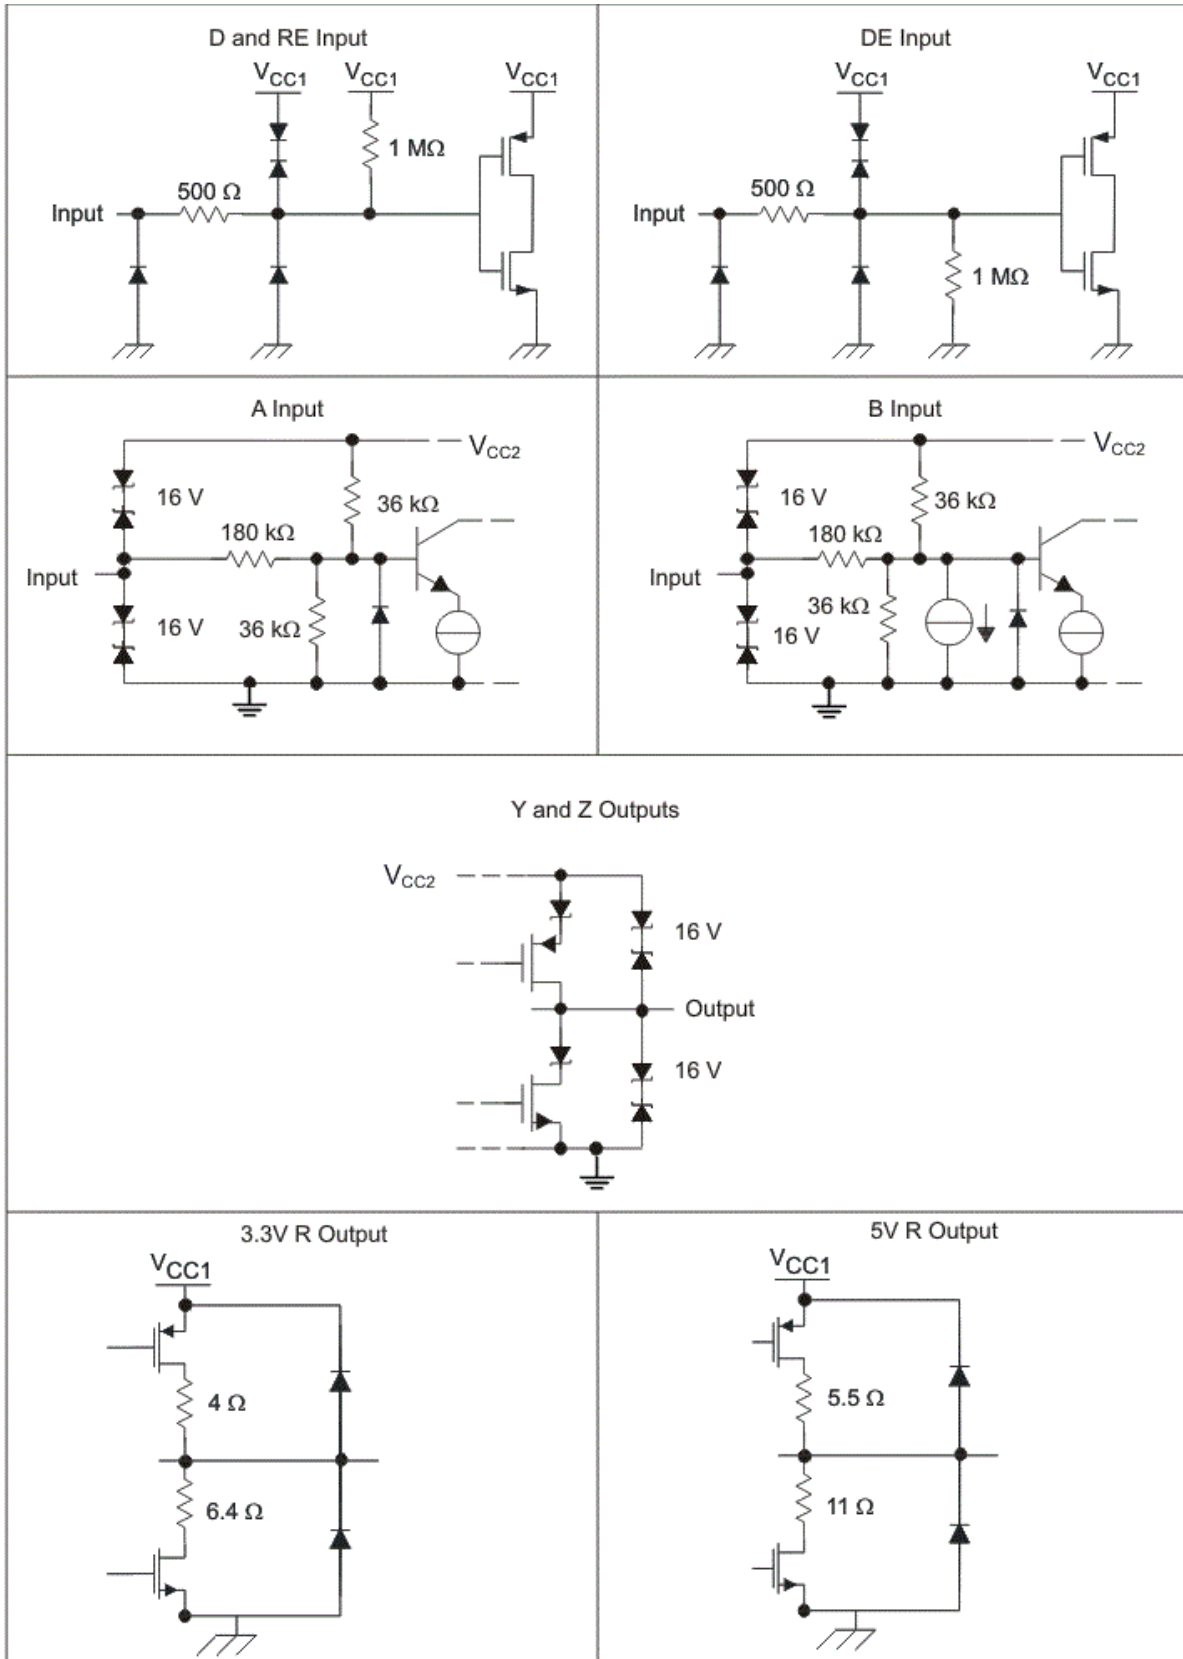 D and RE Input
VCC1 VCC1 VCC1
1 MΩ
500 Ω
Input
DE Input
VCC1 VCC1
500 Ω
Input
1 MΩ
A Input
VCC2
16 V
36 kΩ
180 kΩ
Input
16 V
36 kΩ
B Input
VCC2
16 V
36 kΩ
180 kΩ
Input
36 kΩ
16 V
Y and Z Outputs
VCC2
16 V
Output
16 V
3.3V R Output
VCC1
4 Ω
6.4 Ω
5V R Output
VCC1
5.5 Ω
11 Ω